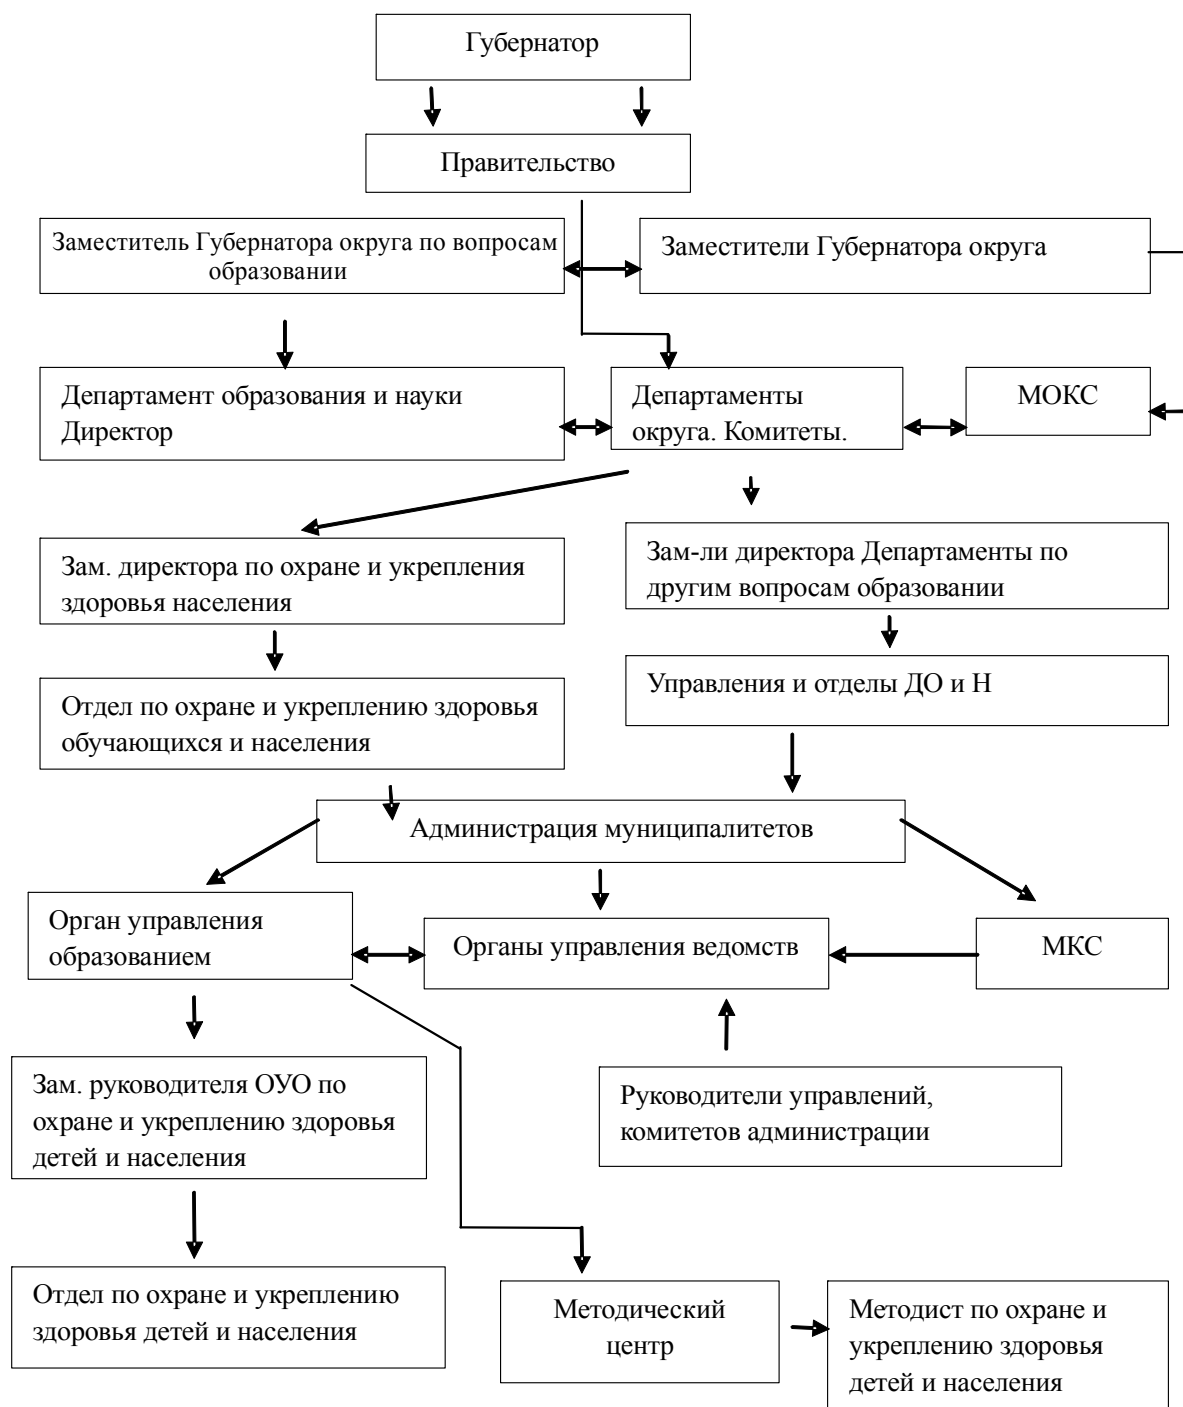 Губернатор
Правительство
Заместитель Губернатора округа по вопросам
образовании
Заместители Губернатора округа
Департамент образования и науки
Директор
Департаменты
округа. Комитеты.
МОКС
Зам. директора по охране и укрепления
здоровья населения
Зам-ли директора Департаменты по
другим вопросам образовании
Отдел по охране и укреплению здоровья
обучающихся и населения
Управления и отделы ДО и Н
Администрация муниципалитетов
Орган управления
образованием
Органы управления ведомств
МКС
Зам. руководителя ОУО по
охране и укреплению здоровья
детей и населения
Руководители управлений,
комитетов администрации
Отдел по охране и укреплению
здоровья детей и населения
Методический
центр
Методист по охране и
укреплению здоровья
детей и населения